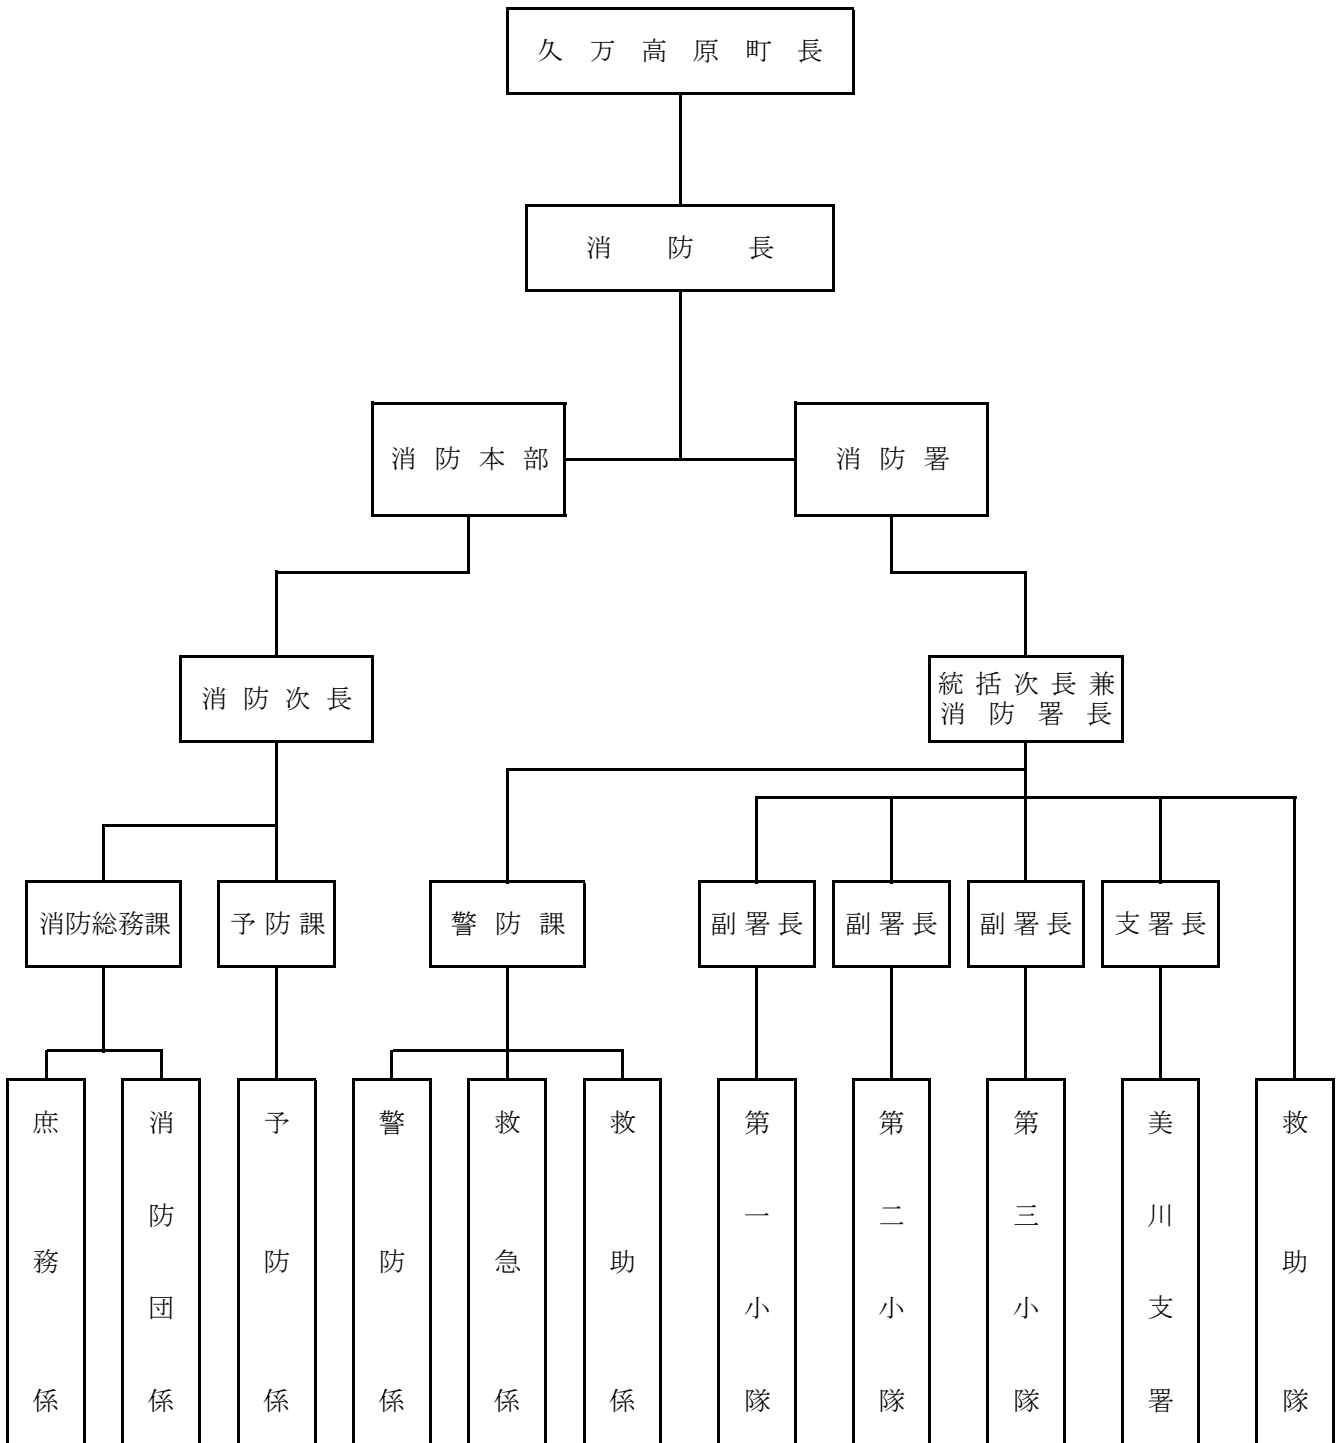 久万高原町長
消防長
消防本部
消防署
消防次長
統括次長兼
消防署長
消防総務課
予防課
警防課
副署長
副署長
副署長
支署長
庶務係
消防団係
予防係
警防係
救急係
救助係
第一小隊
第二小隊
第三小隊
美川支署
救助隊